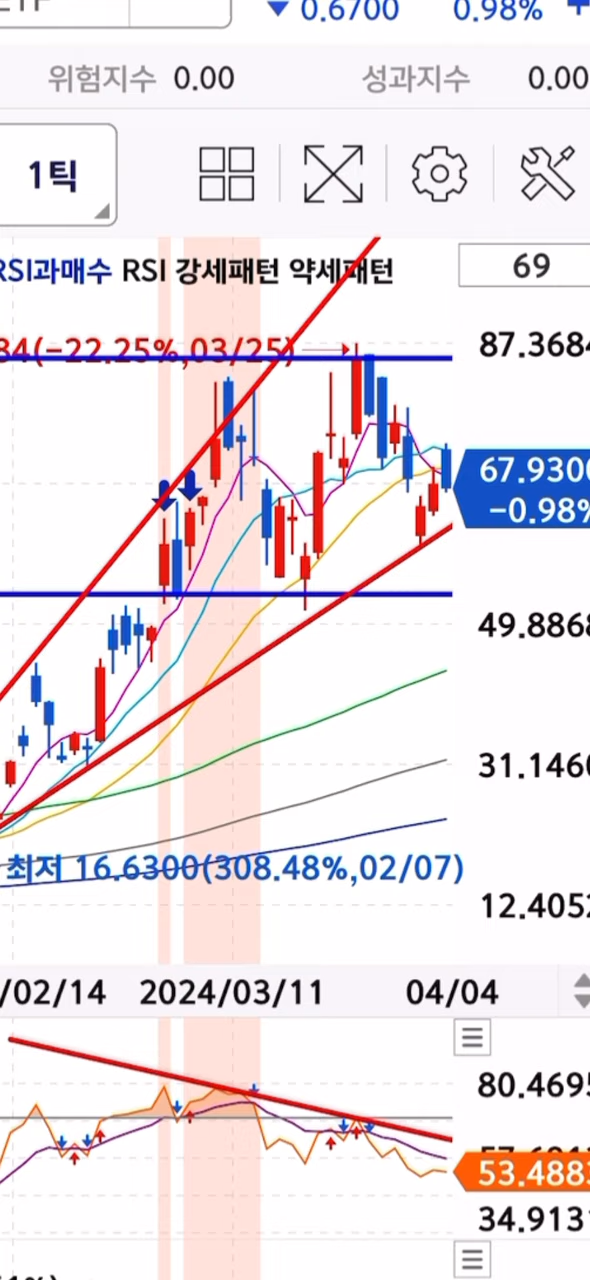 ETF
▼ 0.6700 0.98%
위험지수 0.00 성과지수 0.00
1틱
RSI과매수 RSI 강세패턴 약세패턴
69
84(-22.25%,03/25)
87.3684
67.9300
-0.98%
49.8868
31.1460
최저 16.6300(308.48%,02/07)
12.4052
/02/14 2024/03/11 04/04
80.4695
53.4883
34.9131